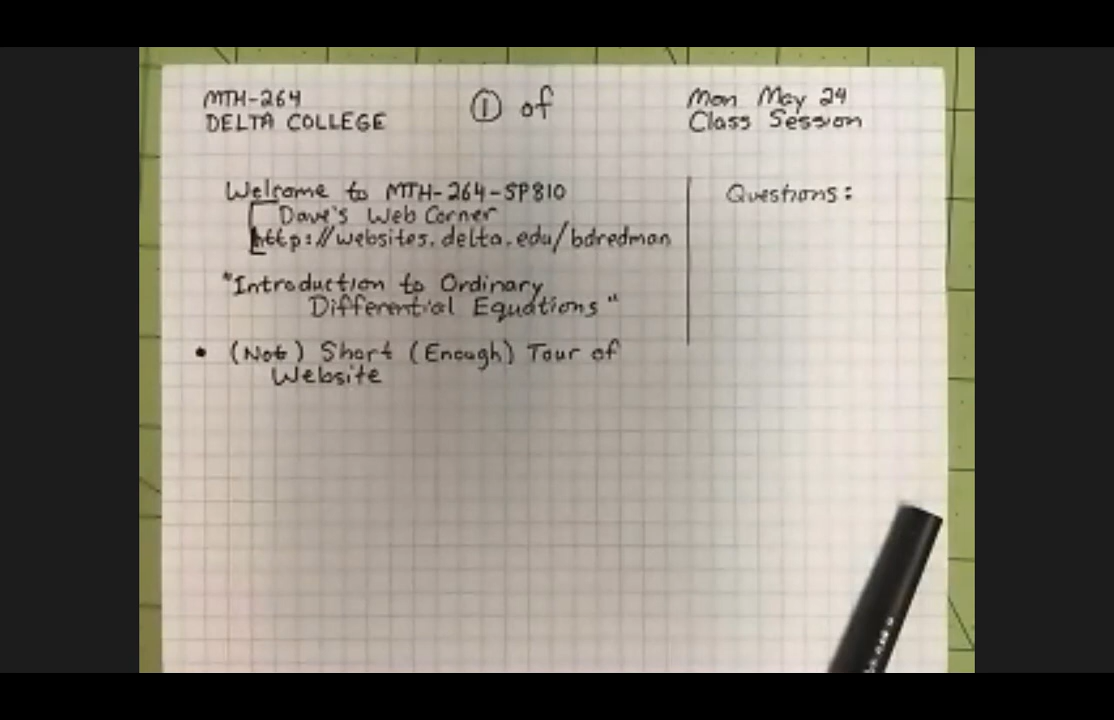 MTH-264
DELTA COLLEGE
① of
Mon May 24
Class Session
Welcome to MTH-264-SP810
Dave's Web Corner
http://websites.delta.edu/bdredman
"Introduction to Ordinary
Differential Equations"
• (Not) Short (Enough) Tour of
Website
Questions: